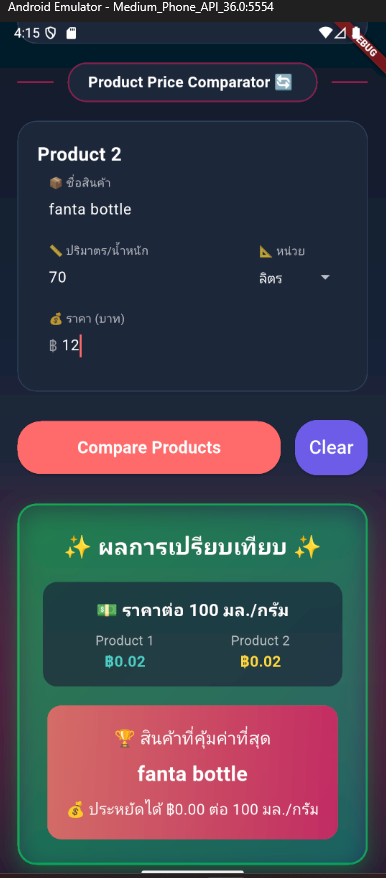 Android Emulator - Medium_Phone_API_36.0:5554
4:15
DEBUG
Product Price Comparator 🔄
Product 2
📦 ชื่อสินค้า
fanta bottle
📏 ปริมาตร/น้ำหนัก 📐 หน่วย
70 ลิตร
💰 ราคา (บาท)
฿ 12
Compare Products Clear
✨ ผลการเปรียบเทียบ ✨
💵 ราคาต่อ 100 มล./กรัม
Product 1 Product 2
฿0.02 ฿0.02
🏆 สินค้าที่คุ้มค่าที่สุด
fanta bottle
💰 ประหยัดได้ ฿0.00 ต่อ 100 มล./กรัม